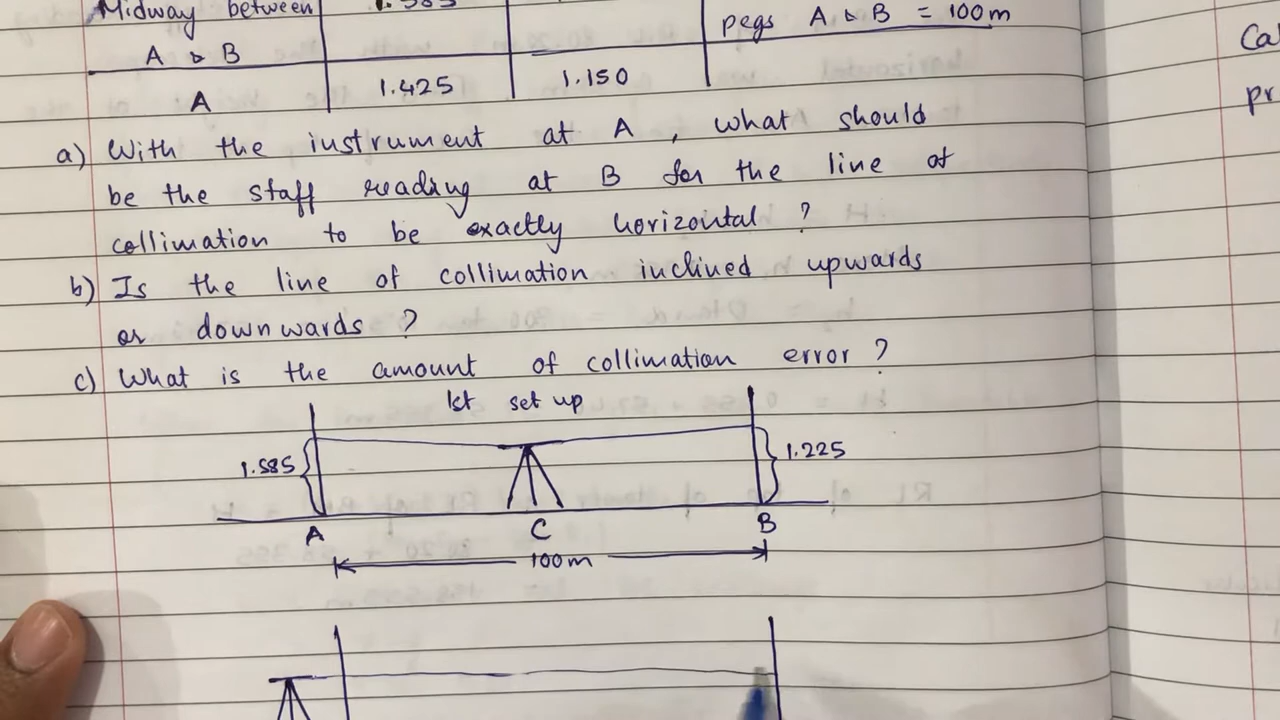 Midway between
pegs A & B = 100m
A & B
A 1.425 1.150
a) With the instrument at A, what should
be the staff reading at B for the line of
collimation to be exactly horizontal ?
b) Is the line of collimation inclined upwards
or downwards ?
c) What is the amount of collimation error ?
1st set up
1.585 1.225
A C B
100m
Ca
pr